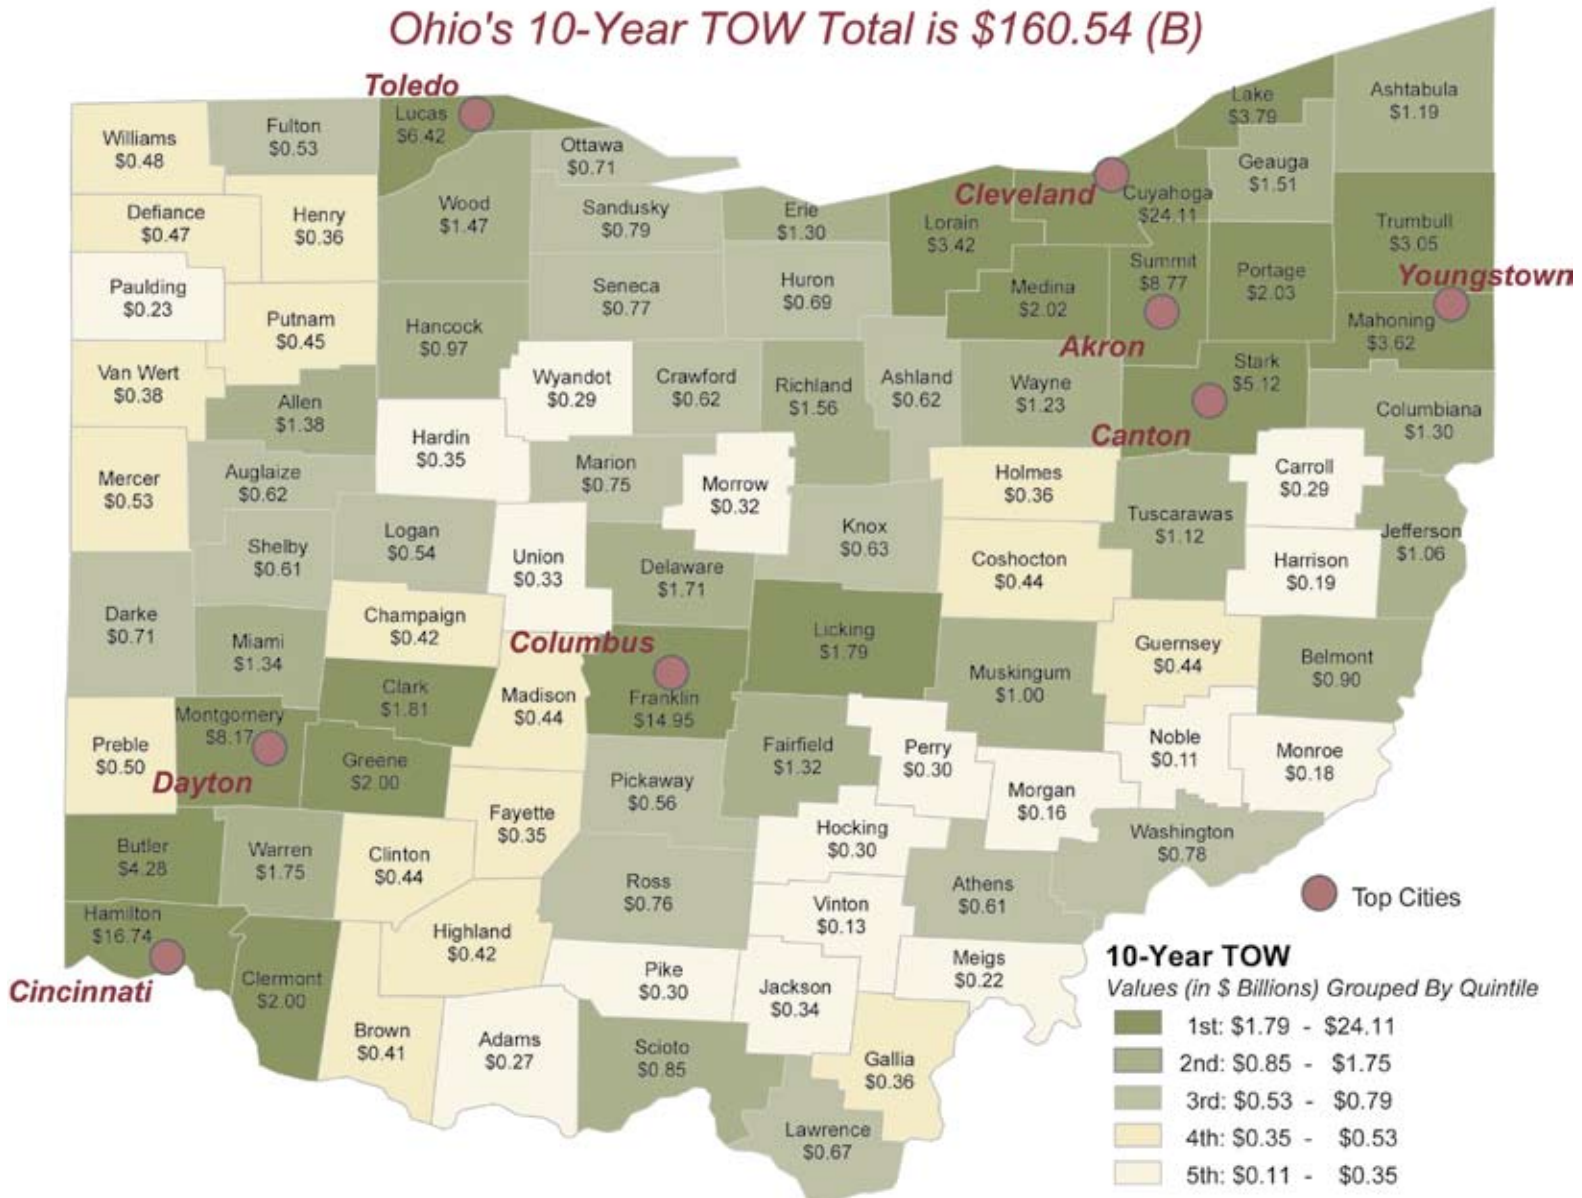 Ohio's 10-Year TOW Total is $160.54 (B)
Toledo
Lucas
$6.42
Williams
$0.48
Fulton
$0.53
Ottawa
$0.71
Lake
$3.79
Ashtabula
$1.19
Geauga
$1.51
Defiance
$0.47
Henry
$0.36
Wood
$1.47
Sandusky
$0.79
Erie
$1.30
Lorain
$3.42
Cleveland
Cuyahoga
$24.11
Trumbull
$3.05
Youngstown
Paulding
$0.23
Putnam
$0.45
Hancock
$0.97
Seneca
$0.77
Huron
$0.69
Medina
$2.02
Summit
$8.77
Akron
Portage
$2.03
Mahoning
$3.62
Van Wert
$0.38
Allen
$1.38
Wyandot
$0.29
Crawford
$0.62
Richland
$1.56
Ashland
$0.62
Wayne
$1.23
Stark
$5.12
Canton
Columbiana
$1.30
Mercer
$0.53
Auglaize
$0.62
Hardin
$0.35
Marion
$0.75
Morrow
$0.32
Holmes
$0.36
Carroll
$0.29
Shelby
$0.61
Logan
$0.54
Union
$0.33
Delaware
$1.71
Knox
$0.63
Coshocton
$0.44
Tuscarawas
$1.12
Harrison
$0.19
Jefferson
$1.06
Darke
$0.71
Miami
$1.34
Champaign
$0.42
Columbus
Franklin
$14.95
Licking
$1.79
Muskingum
$1.00
Guernsey
$0.44
Belmont
$0.90
Clark
$1.81
Madison
$0.44
Preble
$0.50
Montgomery
$8.17
Dayton
Greene
$2.00
Fairfield
$1.32
Perry
$0.30
Noble
$0.11
Monroe
$0.18
Pickaway
$0.56
Morgan
$0.16
Fayette
$0.35
Butler
$4.28
Warren
$1.75
Clinton
$0.44
Hocking
$0.30
Washington
$0.78
Ross
$0.76
Athens
$0.61
Vinton
$0.13
Hamilton
$16.74
Cincinnati
Clermont
$2.00
Highland
$0.42
Pike
$0.30
Jackson
$0.34
Meigs
$0.22
Brown
$0.41
Adams
$0.27
Scioto
$0.85
Gallia
$0.36
Lawrence
$0.67
Top Cities
10-Year TOW
Values (in $ Billions) Grouped By Quintile
1st: $1.79 - $24.11
2nd: $0.85 - $1.75
3rd: $0.53 - $0.79
4th: $0.35 - $0.53
5th: $0.11 - $0.35